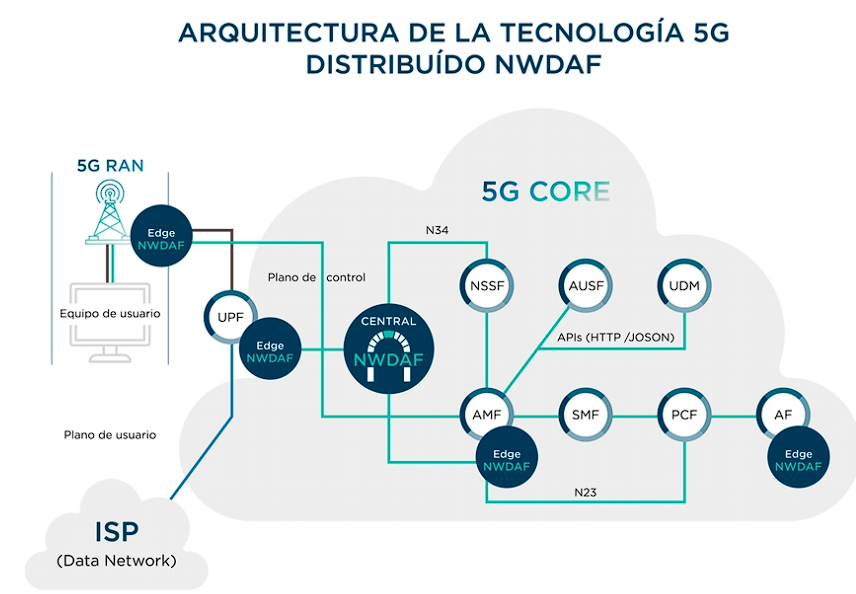 ARQUITECTURA DE LA TECNOLOGÍA 5G
DISTRIBUÍDO NWDAF
5G RAN
5G CORE
Edge
NWDAF
N34
Plano de control
NSSF
AUSF
UDM
Equipo de usuario
UPF
Edge
NWDAF
CENTRAL
NWDAF
APIs (HTTP /JOSON)
Plano de usuario
AMF
SMF
PCF
AF
Edge
NWDAF
Edge
NWDAF
N23
ISP
(Data Network)